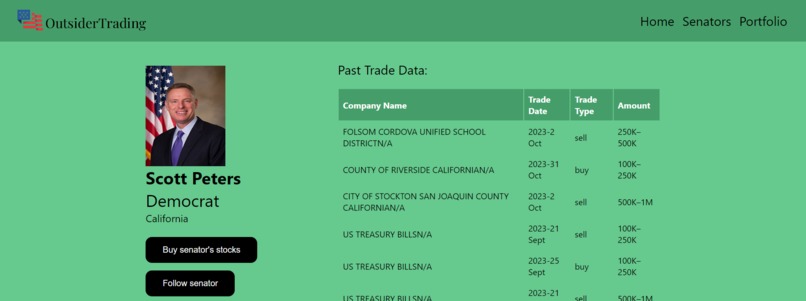 OutsiderTrading
Home Senators Portfolio
Scott Peters
Democrat
California
Buy senator's stocks
Follow senator
Past Trade Data:
Company Name Trade Date Trade Type Amount
FOLSOM CORDOVA UNIFIED SCHOOL DISTRICTN/A 2023-2 Oct sell 250K–500K
COUNTY OF RIVERSIDE CALIFORNIAN/A 2023-31 Oct buy 100K–250K
CITY OF STOCKTON SAN JOAQUIN COUNTY CALIFORNIAN/A 2023-2 Oct sell 500K–1M
US TREASURY BILLSN/A 2023-21 Sept sell 100K–250K
US TREASURY BILLSN/A 2023-25 Sept buy 100K–250K
US TREASURY BILLSN/A 2023-21 sell 500K–1M